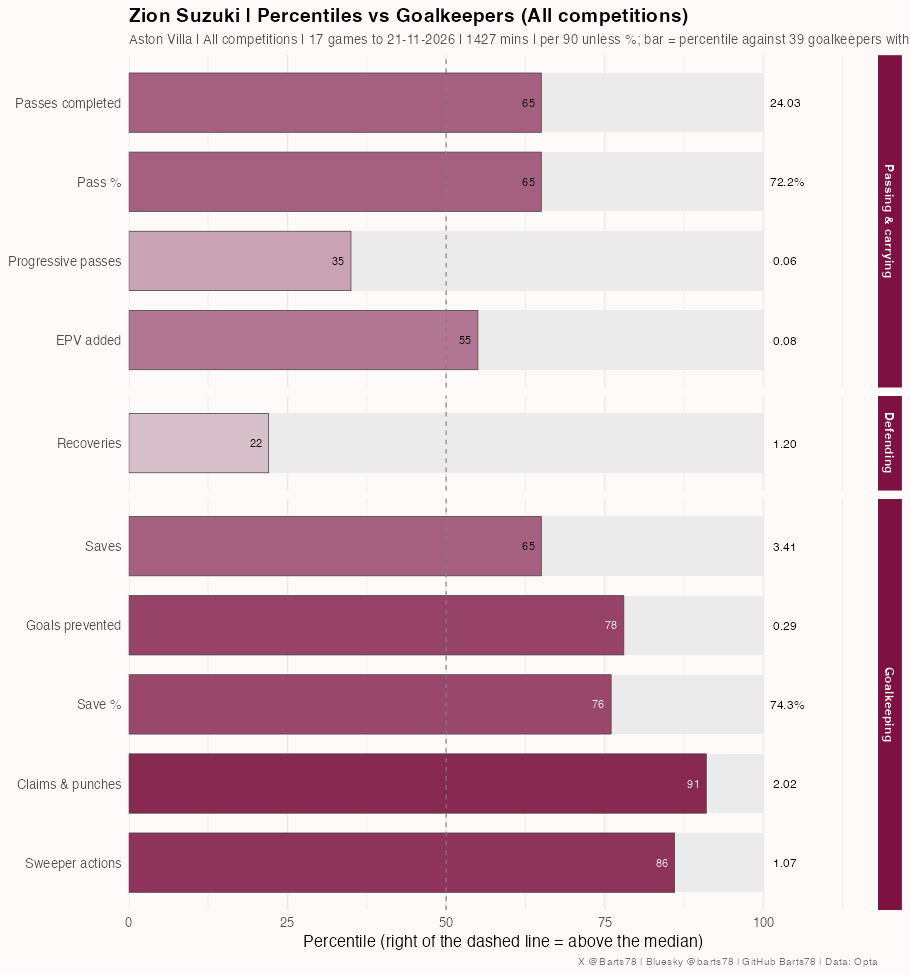 Zion Suzuki | Percentiles vs Goalkeepers (All competitions)
Aston Villa | All competitions | 17 games to 21-11-2026 | 1427 mins | per 90 unless %; bar = percentile against 39 goalkeepers with
Passes completed 65 24.03
Pass % 65 72.2%
Progressive passes 35 0.06
EPV added 55 0.08
Passing & carrying
Recoveries 22 1.20
Defending
Saves 65 3.41
Goals prevented 78 0.29
Save % 76 74.3%
Claims & punches 91 2.02
Sweeper actions 86 1.07
Goalkeeping
0 25 50 75 100
Percentile (right of the dashed line = above the median)
X @Barts78 | Bluesky @barts78 | GitHub Barts78 | Data: Opta